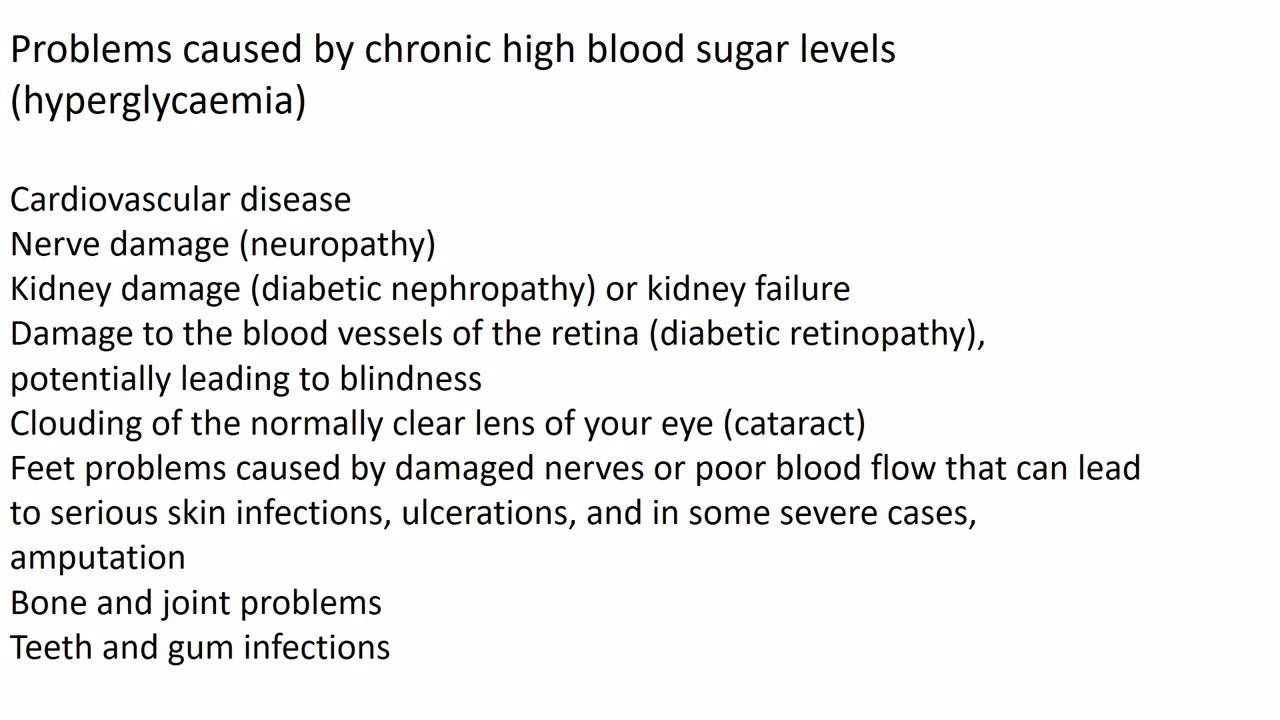 Problems caused by chronic high blood sugar levels
(hyperglycaemia)
Cardiovascular disease
Nerve damage (neuropathy)
Kidney damage (diabetic nephropathy) or kidney failure
Damage to the blood vessels of the retina (diabetic retinopathy),
potentially leading to blindness
Clouding of the normally clear lens of your eye (cataract)
Feet problems caused by damaged nerves or poor blood flow that can lead
to serious skin infections, ulcerations, and in some severe cases,
amputation
Bone and joint problems
Teeth and gum infections